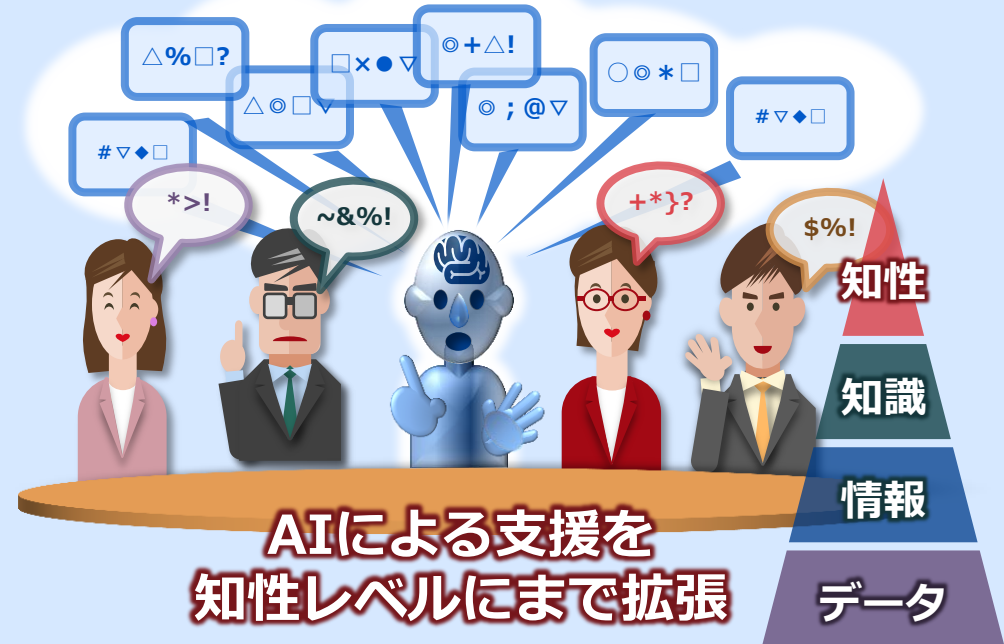 ◎+△!
△%□?
□×●▽
○◎*□
△◎□▽
◎;@▽
#▽◆□
#▽◆□
*>!
~&%!
+*}?
$%!
知性
知識
情報
データ
AIによる支援を
知性レベルにまで拡張